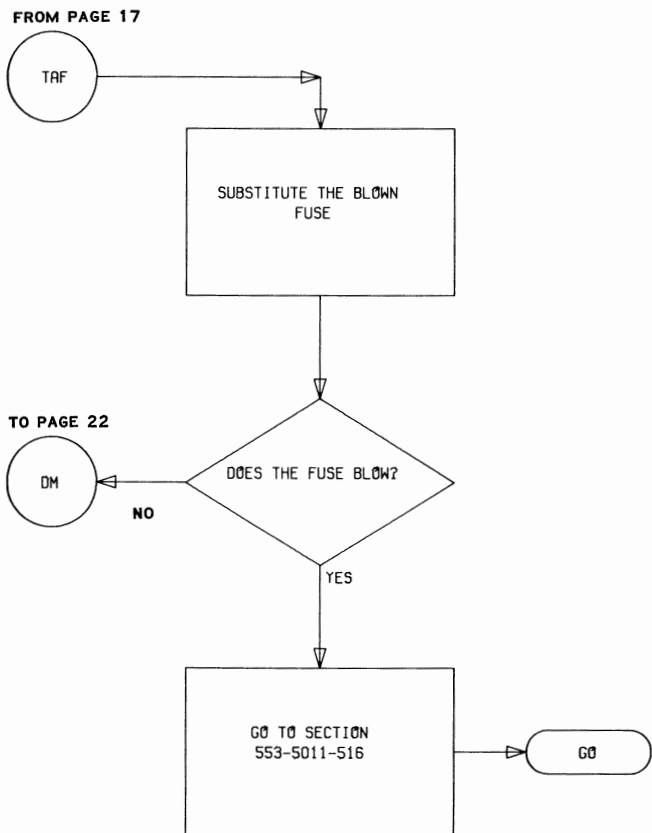 FROM PAGE 17
TAF
SUBSTITUTE THE BLOWN
FUSE
TO PAGE 22
DM
DOES THE FUSE BLOW?
NO
YES
GO TO SECTION
553-5011-516
GO